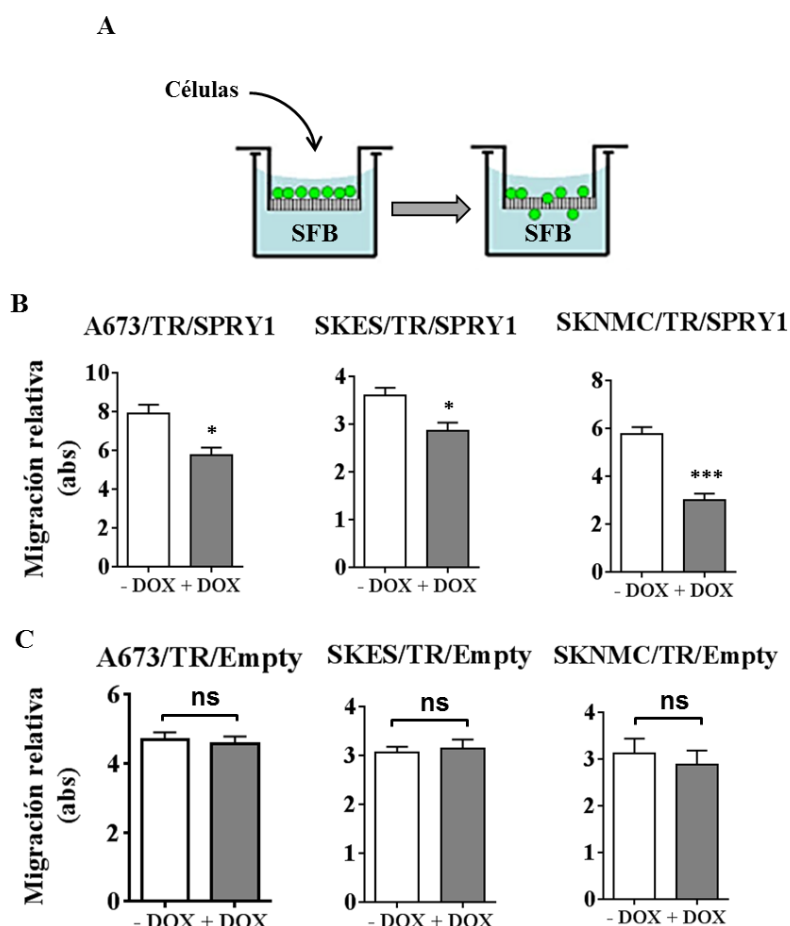 A
Células
SFB
SFB
B
A673/TR/SPRY1
SKES/TR/SPRY1
SKNMC/TR/SPRY1
Migración relativa
(abs)
10
8
6
4
2
0
*
- DOX + DOX
4
3
2
1
0
*
- DOX + DOX
8
6
4
2
0
***
- DOX + DOX
C
A673/TR/Empty
SKES/TR/Empty
SKNMC/TR/Empty
Migración relativa
(abs)
6
4
2
0
ns
- DOX + DOX
4
3
2
1
0
ns
- DOX + DOX
4
3
2
1
0
ns
- DOX + DOX